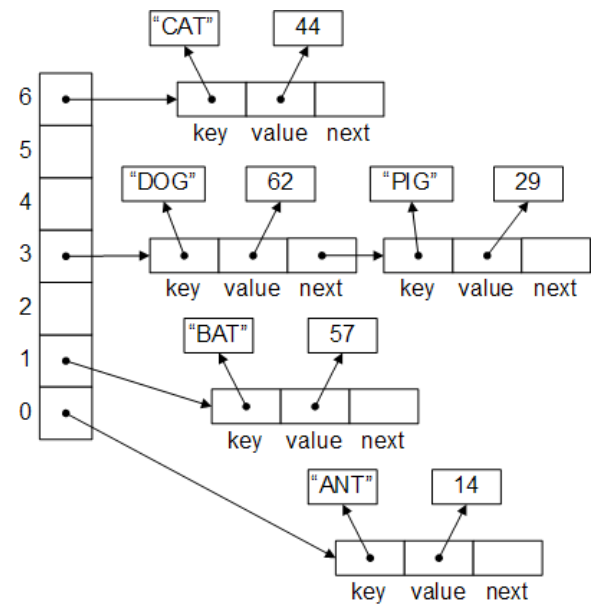 "CAT" 44
6
key value next
5
4
"DOG" 62 "PIG" 29
3
key value next key value next
2
"BAT" 57
1
0
key value next
"ANT" 14
key value next